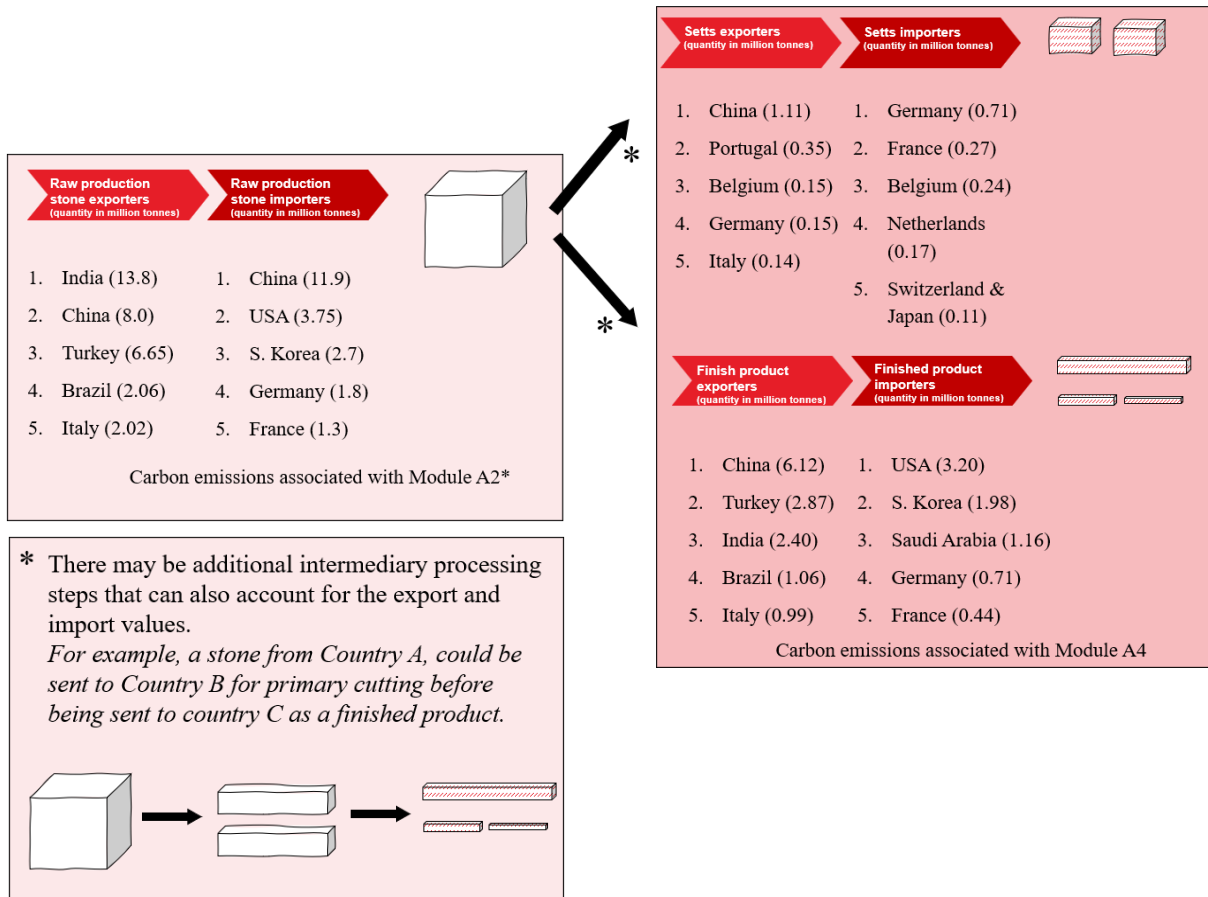 Raw production
stone exporters
(quantity in million tonnes)
Raw production
stone importers
(quantity in million tonnes)
1. India (13.8)
2. China (8.0)
3. Turkey (6.65)
4. Brazil (2.06)
5. Italy (2.02)
1. China (11.9)
2. USA (3.75)
3. S. Korea (2.7)
4. Germany (1.8)
5. France (1.3)
Carbon emissions associated with Module A2*
*
*
Setts exporters
(quantity in million tonnes)
Setts importers
(quantity in million tonnes)
1. China (1.11)
2. Portugal (0.35)
3. Belgium (0.15)
4. Germany (0.15)
5. Italy (0.14)
1. Germany (0.71)
2. France (0.27)
3. Belgium (0.24)
4. Netherlands
(0.17)
5. Switzerland &
Japan (0.11)
Finish product
exporters
(quantity in million tonnes)
Finished product
importers
(quantity in million tonnes)
1. China (6.12)
2. Turkey (2.87)
3. India (2.40)
4. Brazil (1.06)
5. Italy (0.99)
1. USA (3.20)
2. S. Korea (1.98)
3. Saudi Arabia (1.16)
4. Germany (0.71)
5. France (0.44)
Carbon emissions associated with Module A4
* There may be additional intermediary processing
steps that can also account for the export and
import values.
For example, a stone from Country A, could be
sent to Country B for primary cutting before
being sent to country C as a finished product.